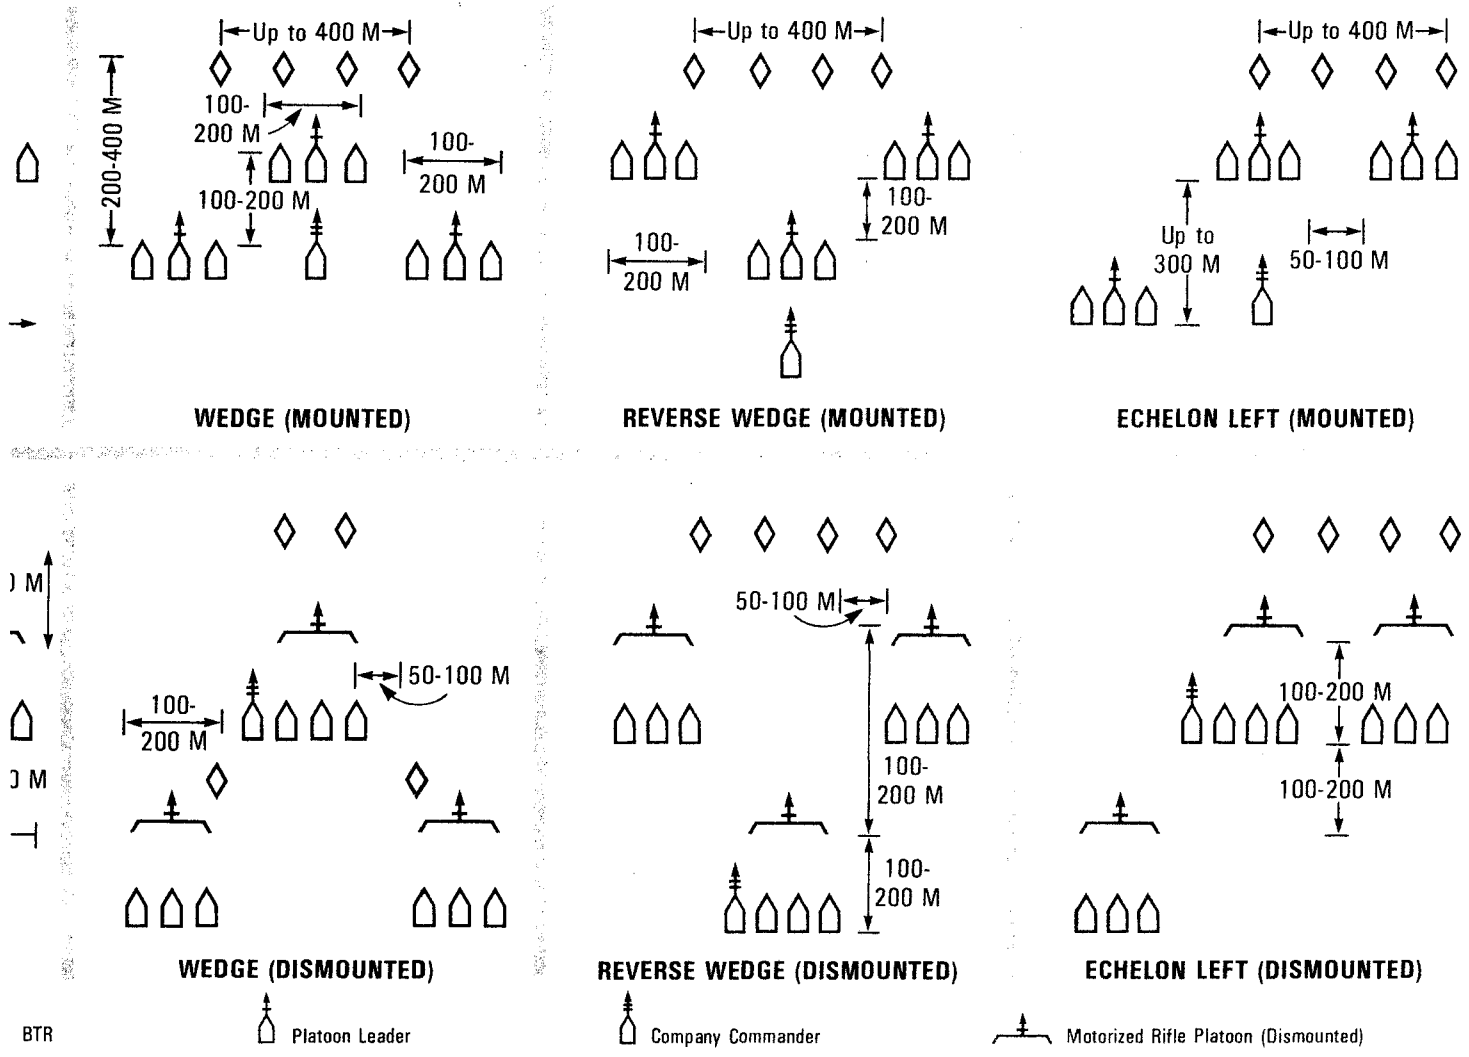 Up to 400 M
Up to 400 M
Up to 400 M
200-400 M
100-
200 M
100-
200 M
100-200 M
100-
200 M
100-
200 M
Up to
300 M
50-100 M
WEDGE (MOUNTED)
REVERSE WEDGE (MOUNTED)
ECHELON LEFT (MOUNTED)
M
50-100 M
50-100 M
100-
200 M
100-200 M
100-
200 M
100-200 M
M
100-
200 M
WEDGE (DISMOUNTED)
REVERSE WEDGE (DISMOUNTED)
ECHELON LEFT (DISMOUNTED)
BTR
Platoon Leader
Company Commander
Motorized Rifle Platoon (Dismounted)